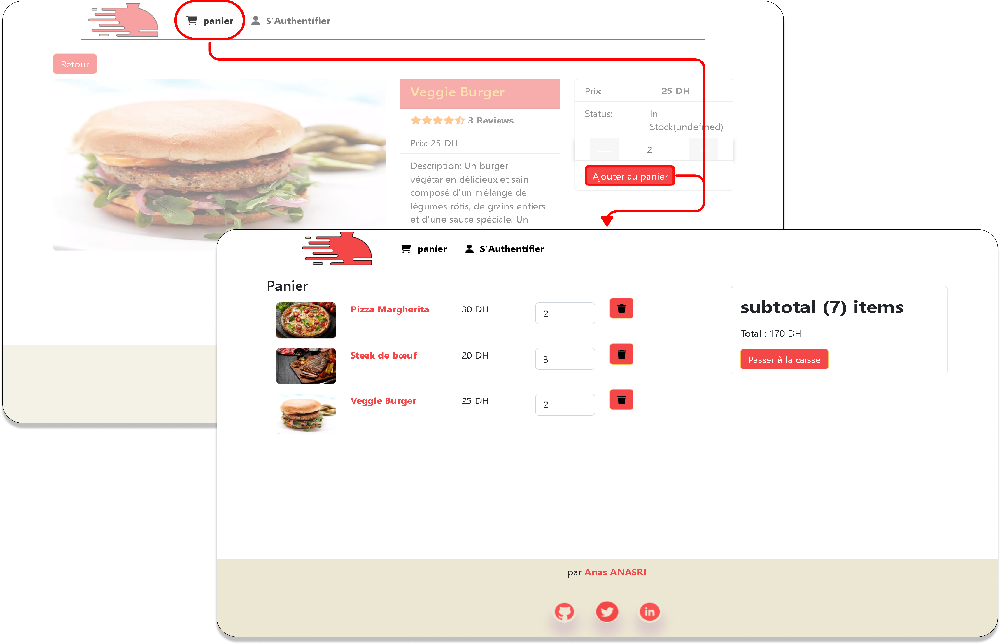 panier
S'Authentifier
Retour
Veggie Burger
3 Reviews
Prix: 25 DH
Description: Un burger
végétarien délicieux et sain
composé d'un mélange de
légumes rôtis, de grains entiers
et d'une sauce spéciale. Un
Prix: 25 DH
Status: In
Stock(undefined)
2
Ajouter au panier
panier
S'Authentifier
Panier
Pizza Margherita 30 DH 2
Steak de bœuf 20 DH 3
Veggie Burger 25 DH 2
subtotal (7) items
Total : 170 DH
Passer à la caisse
par Anas ANASRI
in